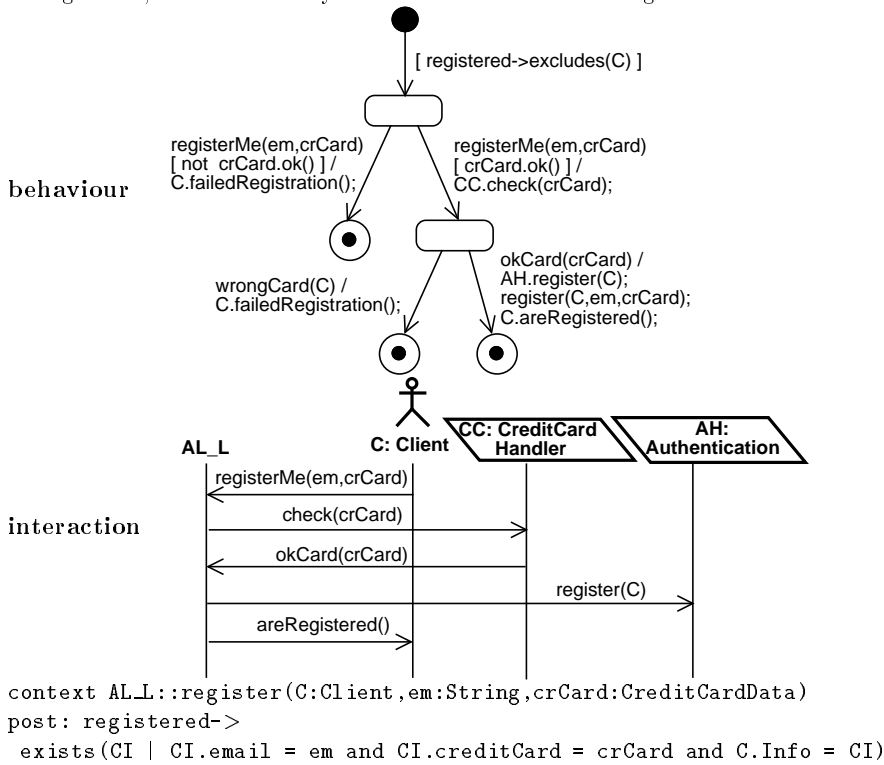 [ registered->excludes(C) ]
registerMe(em,crCard)
[ not crCard.ok() ] /
C.failedRegistration();
registerMe(em,crCard)
[ crCard.ok() ] /
CC.check(crCard);
behaviour
wrongCard(C) /
C.failedRegistration();
okCard(crCard) /
AH.register(C);
register(C,em,crCard);
C.areRegistered();
AL_L
C: Client
CC: CreditCard
Handler
AH:
Authentication
registerMe(em,crCard)
check(crCard)
interaction
okCard(crCard)
register(C)
areRegistered()
context AL_L::register(C:Client,em:String,crCard:CreditCardData)
post: registered->
exists(CI | CI.email = em and CI.creditCard = crCard and C.Info = CI)